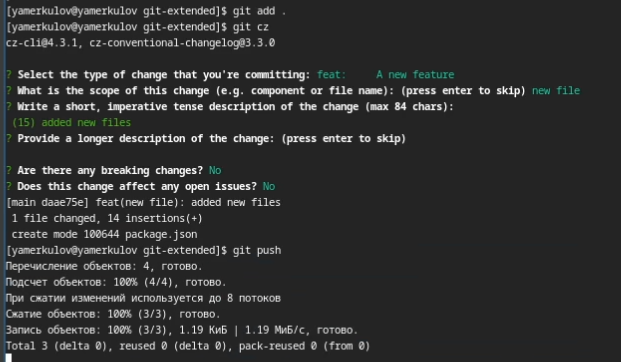 [yamerkulov@yamerkulov git-extended]$ git add .
[yamerkulov@yamerkulov git-extended]$ git cz
cz-cli@4.3.1, cz-conventional-changelog@3.3.0
? Select the type of change that you're committing: feat:     A new feature
? What is the scope of this change (e.g. component or file name): (press enter to skip) new file
? Write a short, imperative tense description of the change (max 84 chars):
(15) added new files
? Provide a longer description of the change: (press enter to skip)
? Are there any breaking changes? No
? Does this change affect any open issues? No
[main daae75e] feat(new file): added new files
1 file changed, 14 insertions(+)
create mode 100644 package.json
[yamerkulov@yamerkulov git-extended]$ git push
Перечисление объектов: 4, готово.
Подсчет объектов: 100% (4/4), готово.
При сжатии изменений используется до 8 потоков
Сжатие объектов: 100% (3/3), готово.
Запись объектов: 100% (3/3), 1.19 КиБ | 1.19 МиБ/с, готово.
Total 3 (delta 0), reused 0 (delta 0), pack-reused 0 (from 0)